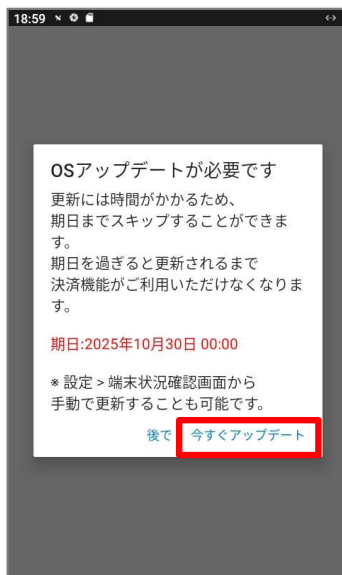 18:59
OSアップデートが必要です
更新には時間がかかるため、
期日までスキップすることができま
す。
期日を過ぎると更新されるまで
決済機能がご利用いただけなくなりま
す。
期日:2025年10月30日 00:00
※ 設定 > 端末状況確認画面から
手動で更新することも可能です。
後で 今すぐアップデート